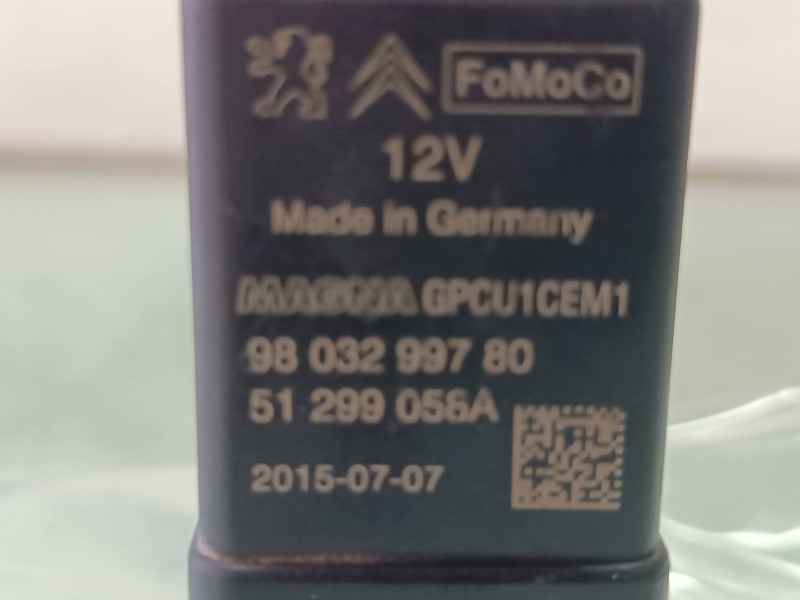 FoMoCo
12V
Made in Germany
MAGNA GPCU1CEM1
98 032 997 80
51 299 056A
2015-07-07